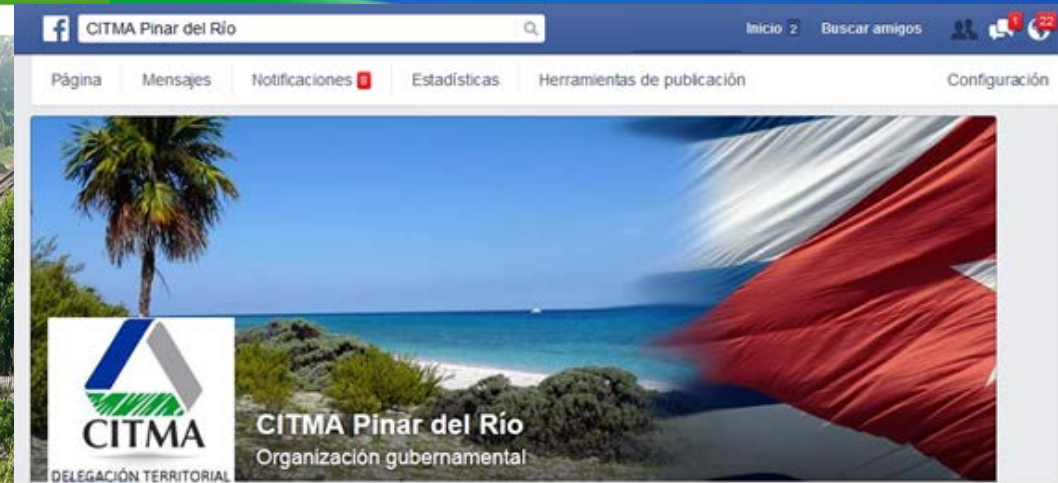 CITMA Pinar del Río
Inicio 2 Buscar amigos 1 22
Página Mensajes Notificaciones 8 Estadísticas Herramientas de publicación Configuración
CITMA
DELEGACIÓN TERRITORIAL
CITMA Pinar del Río
Organización gubernamental